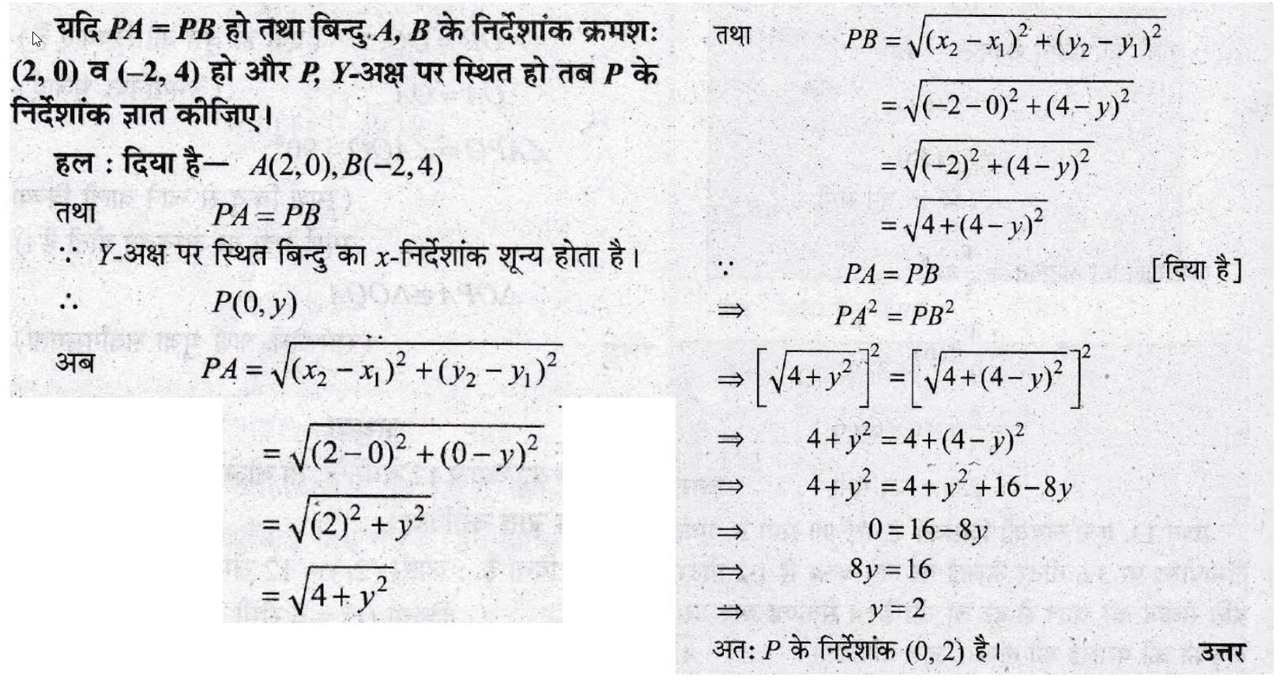 यदि PA = PB हो तथा बिन्दु A, B के निर्देशांक क्रमशः
(2, 0) व (–2, 4) हो और P, Y-अक्ष पर स्थित हो तब P के
निर्देशांक ज्ञात कीजिए।
हल : दिया है— A(2,0), B(−2,4)
तथा PA = PB
∵ Y-अक्ष पर स्थित बिन्दु का x-निर्देशांक शून्य होता है।
∴ P(0, y)
अब PA = √((x₂ − x₁)² + (y₂ − y₁)²)
= √((2 − 0)² + (0 − y)²)
= √((2)² + y²)
= √(4 + y²)
तथा PB = √((x₂ − x₁)² + (y₂ − y₁)²)
= √((−2 − 0)² + (4 − y)²)
= √((−2)² + (4 − y)²)
= √(4 + (4 − y)²)
∵ PA = PB [दिया है]
⇒ PA² = PB²
⇒ [√(4 + y²)]² = [√(4 + (4 − y)²)]²
⇒ 4 + y² = 4 + (4 − y)²
⇒ 4 + y² = 4 + y² + 16 − 8y
⇒ 0 = 16 − 8y
⇒ 8y = 16
⇒ y = 2
अतः P के निर्देशांक (0, 2) है। उत्तर